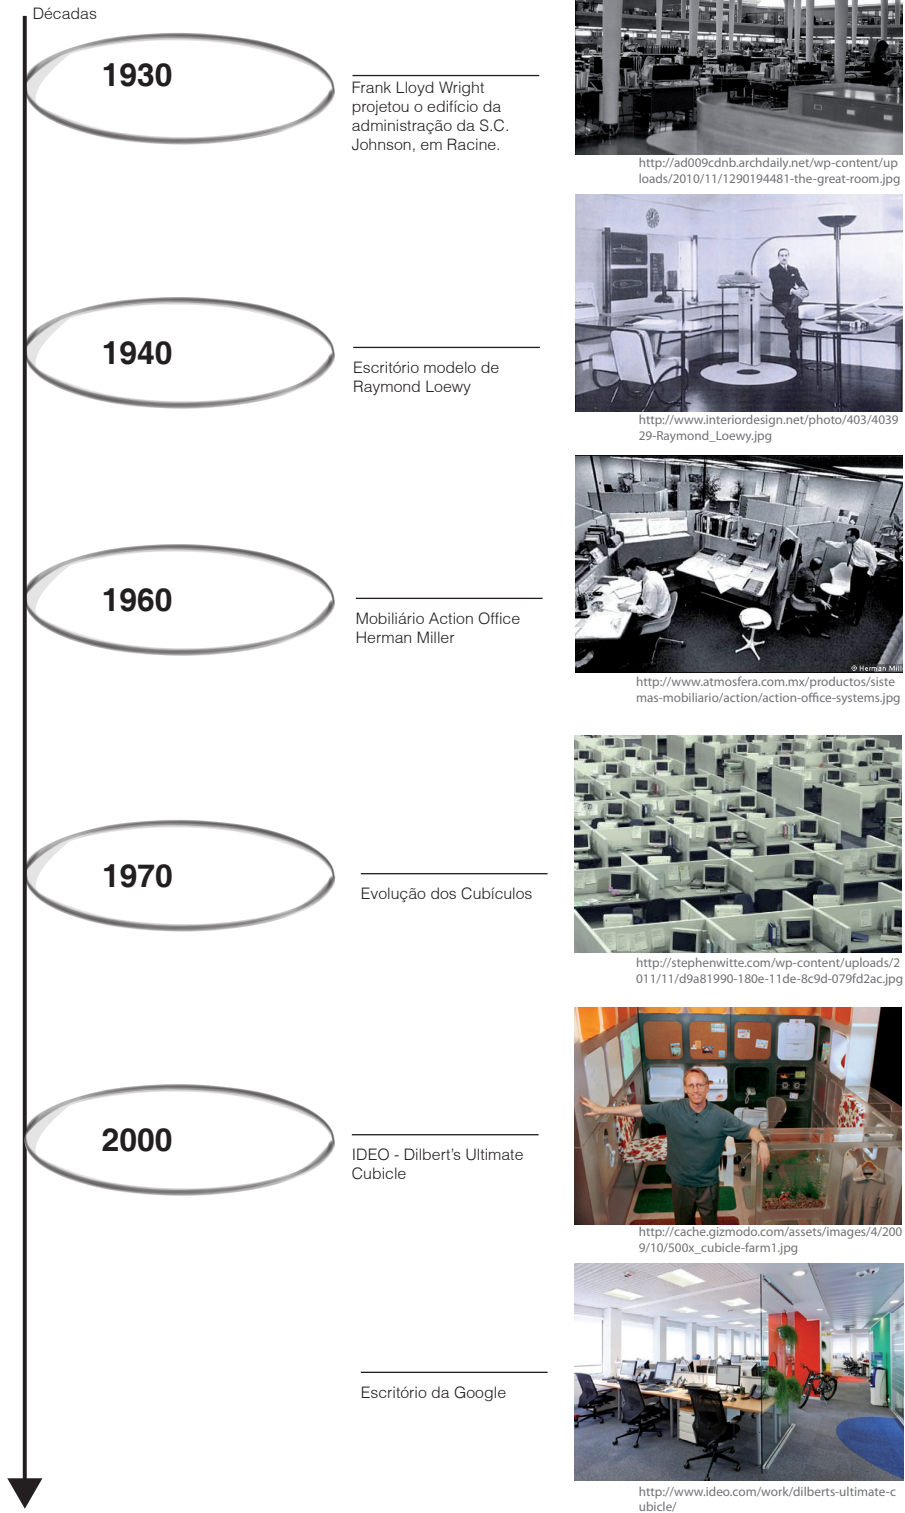 Décadas
1930
Frank Lloyd Wright
projetou o edifício da
administração da S.C.
Johnson, em Racine.
http://ad009cdnb.archdaily.net/wp-content/up
loads/2010/11/1290194481-the-great-room.jpg
1940
Escritório modelo de
Raymond Loewy
http://www.interiordesign.net/photo/403/4039
29-Raymond_Loewy.jpg
1960
Mobiliário Action Office
Herman Miller
© Herman Mill
http://www.atmosfera.com.mx/productos/siste
mas-mobiliario/action/action-office-systems.jpg
1970
Evolução dos Cubículos
http://stephenwitte.com/wp-content/uploads/2
011/11/d9a81990-180e-11de-8c9d-079fd2ac.jpg
2000
IDEO - Dilbert’s Ultimate
Cubicle
http://cache.gizmodo.com/assets/images/4/200
9/10/500x_cubicle-farm1.jpg
Escritório da Google
http://www.ideo.com/work/dilberts-ultimate-c
ubicle/